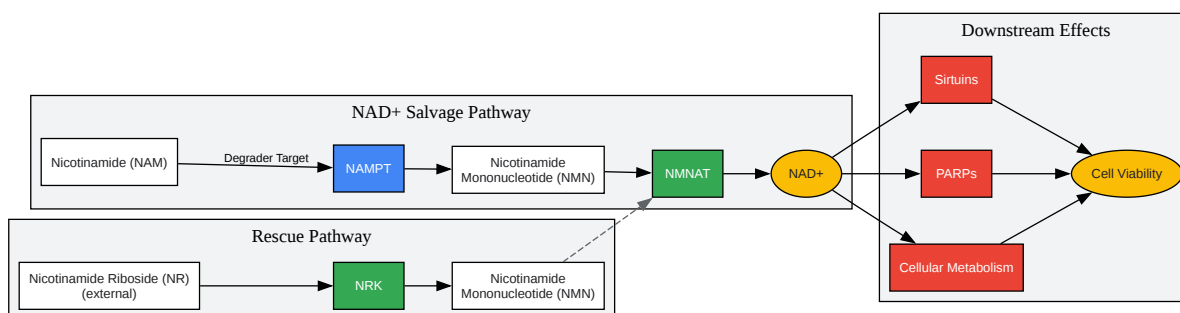 Downstream Effects
Sirtuins
NAD+ Salvage Pathway
Nicotinamide (NAM)
Degrader Target
NAMPT
Nicotinamide
Mononucleotide (NMN)
NMNAT
NAD+
PARPs
Cell Viability
Rescue Pathway
Nicotinamide Riboside (NR)
(external)
NRK
Nicotinamide
Mononucleotide (NMN)
Cellular Metabolism